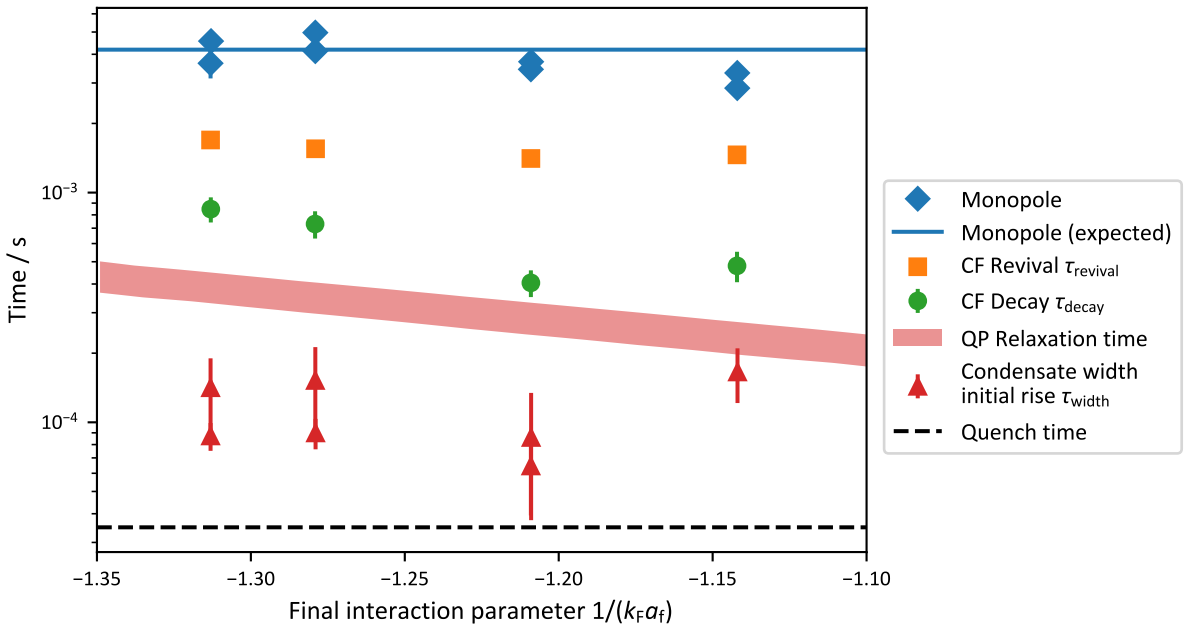 Time / s
10⁻³
10⁻⁴
−1.35 −1.30 −1.25 −1.20 −1.15 −1.10
Final interaction parameter 1/(k_F a_f)
Monopole
Monopole (expected)
CF Revival τ_revival
CF Decay τ_decay
QP Relaxation time
Condensate width
initial rise τ_width
Quench time